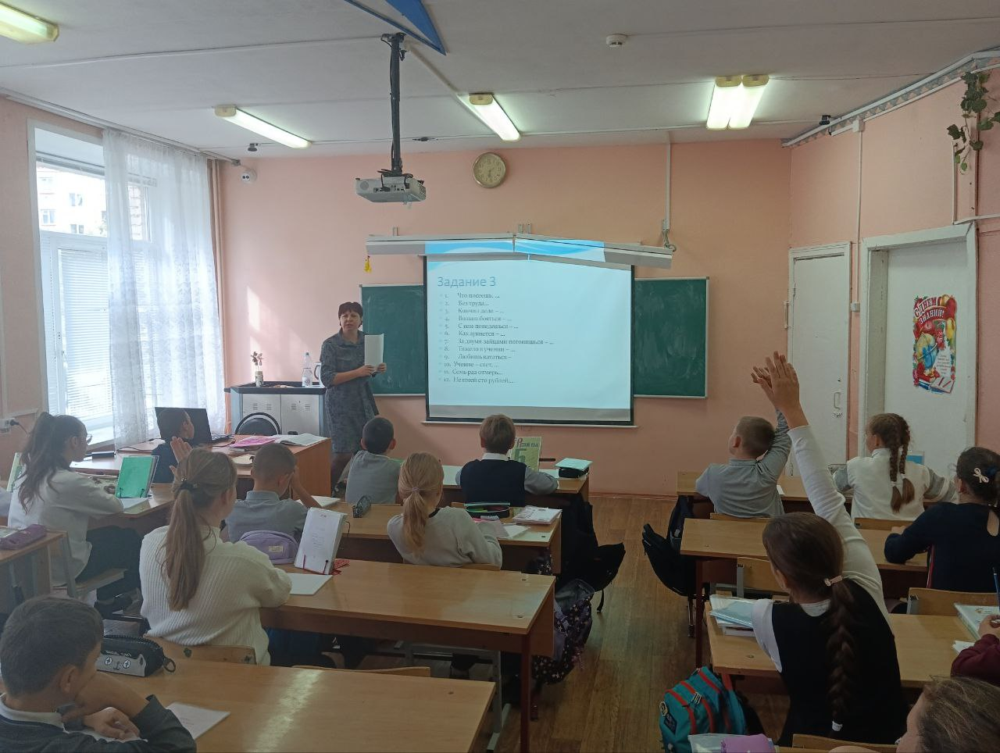 Задание 3
1. Что посеешь, ...
2. Без труда...
3. Кончил дело – ...
4. Волков бояться – ...
5. С кем поведешься – ...
6. Как аукнется – ...
7. За двумя зайцами погонишься – ...
8. Тяжело в учении – ...
9. Любишь кататься –
10. Учение – свет, ...
11. Семь раз отмерь...
12. Не имей сто рублей....
С ДНЕМ
ЗНАНИЙ!